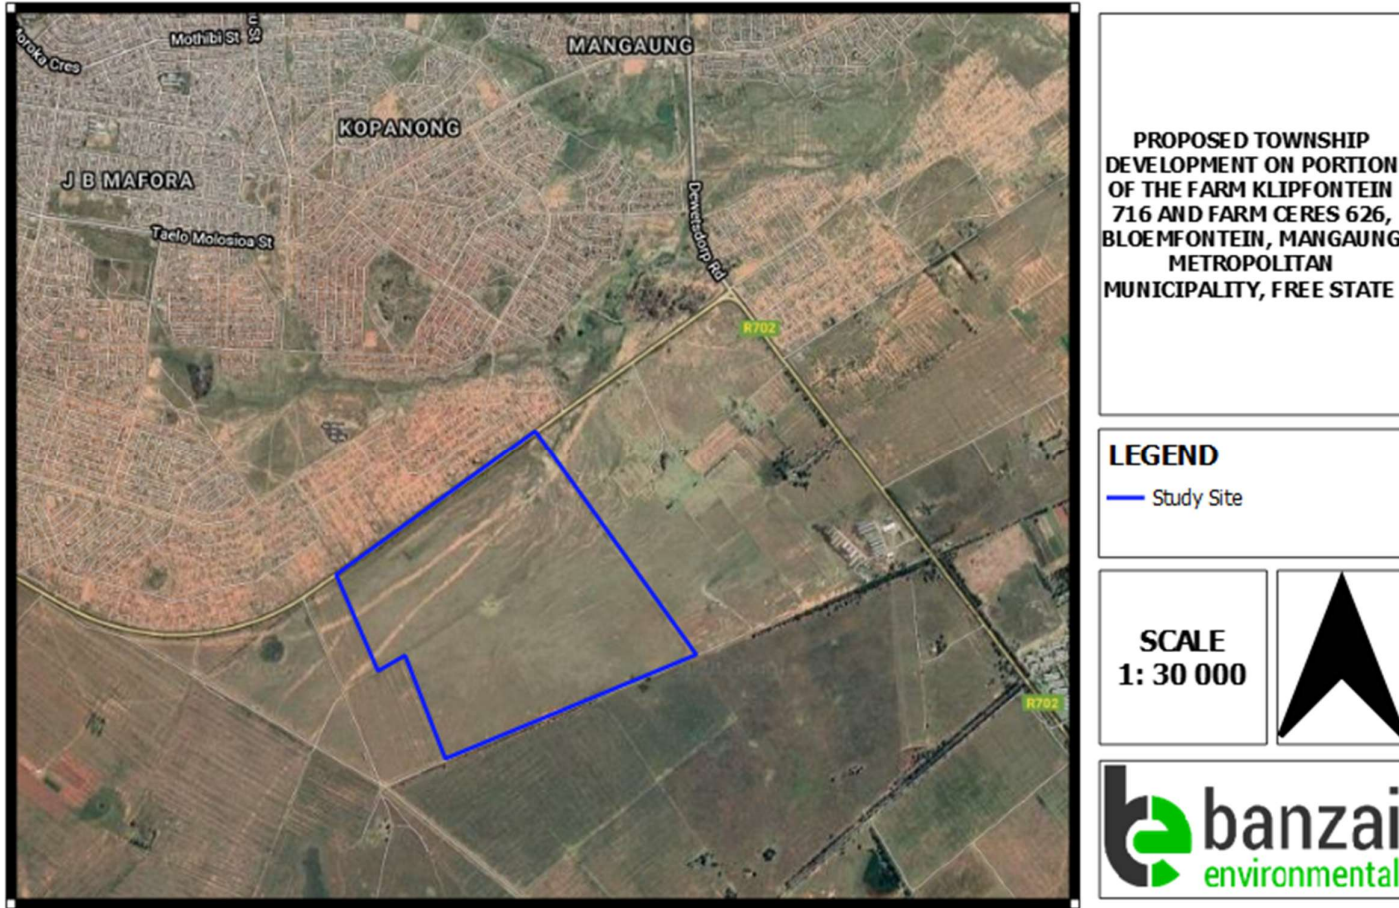 Mothibi St
Moroka Cres
MANGAUNG
KOPANONG
J B MAFORA
Taelo Molosioa St
Dewetsdorp Rd
R702
R702
PROPOSED TOWNSHIP
DEVELOPMENT ON PORTION
OF THE FARM KLIPFONTEIN
716 AND FARM CERES 626,
BLOEMFONTEIN, MANGAUNG
METROPOLITAN
MUNICIPALITY, FREE STATE
LEGEND
Study Site
SCALE
1: 30 000
banzai
environmental